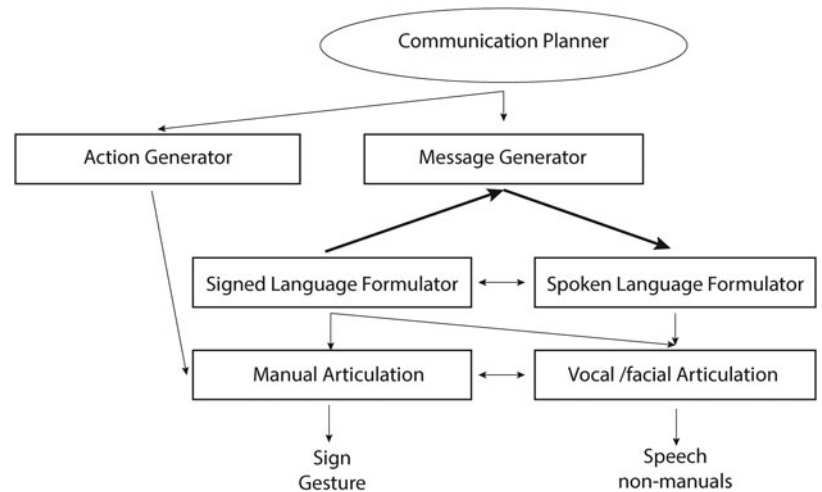 Communication Planner
Action Generator
Message Generator
Signed Language Formulator
Spoken Language Formulator
Manual Articulation
Vocal /facial Articulation
Sign
Gesture
Speech
non-manuals